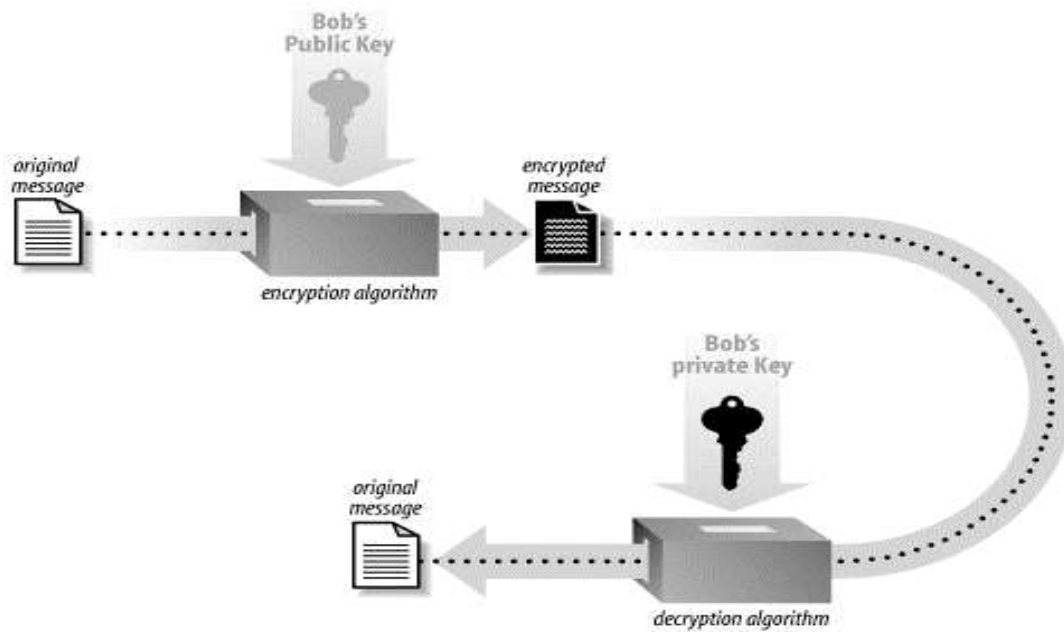 Bob's
Public Key
original
message
encrypted
message
encryption algorithm
Bob's
private Key
original
message
decryption algorithm